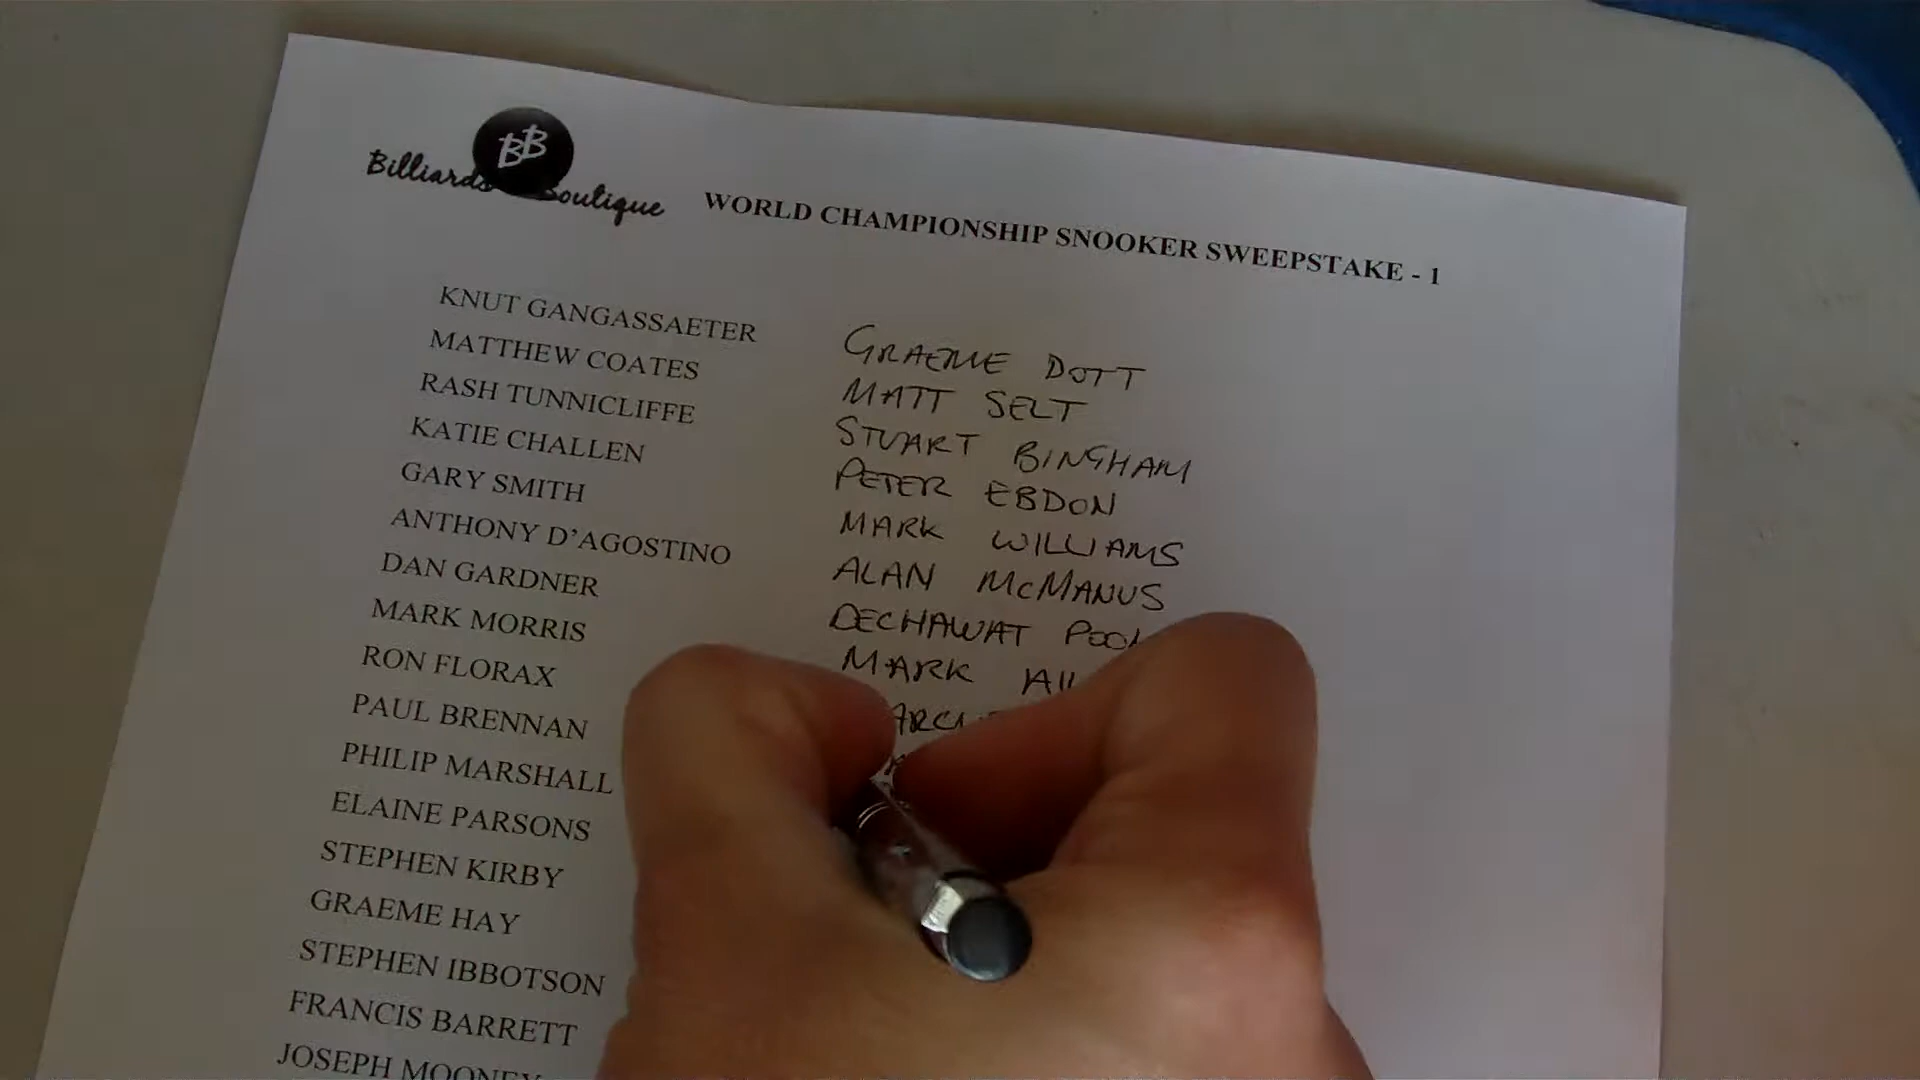 BB
Billiards Boutique
WORLD CHAMPIONSHIP SNOOKER SWEEPSTAKE - 1
KNUT GANGASSAETER GRAEME DOTT
MATTHEW COATES MATT SELT
RASH TUNNICLIFFE STUART BINGHAM
KATIE CHALLEN PETER EBDON
GARY SMITH MARK WILLIAMS
ANTHONY D'AGOSTINO ALAN McMANUS
DAN GARDNER DECHAWAT
MARK MORRIS MARK
RON FLORAX
PAUL BRENNAN
PHILIP MARSHALL
ELAINE PARSONS
STEPHEN KIRBY
GRAEME HAY
STEPHEN IBBOTSON
FRANCIS BARRETT
JOSEPH MOONEY